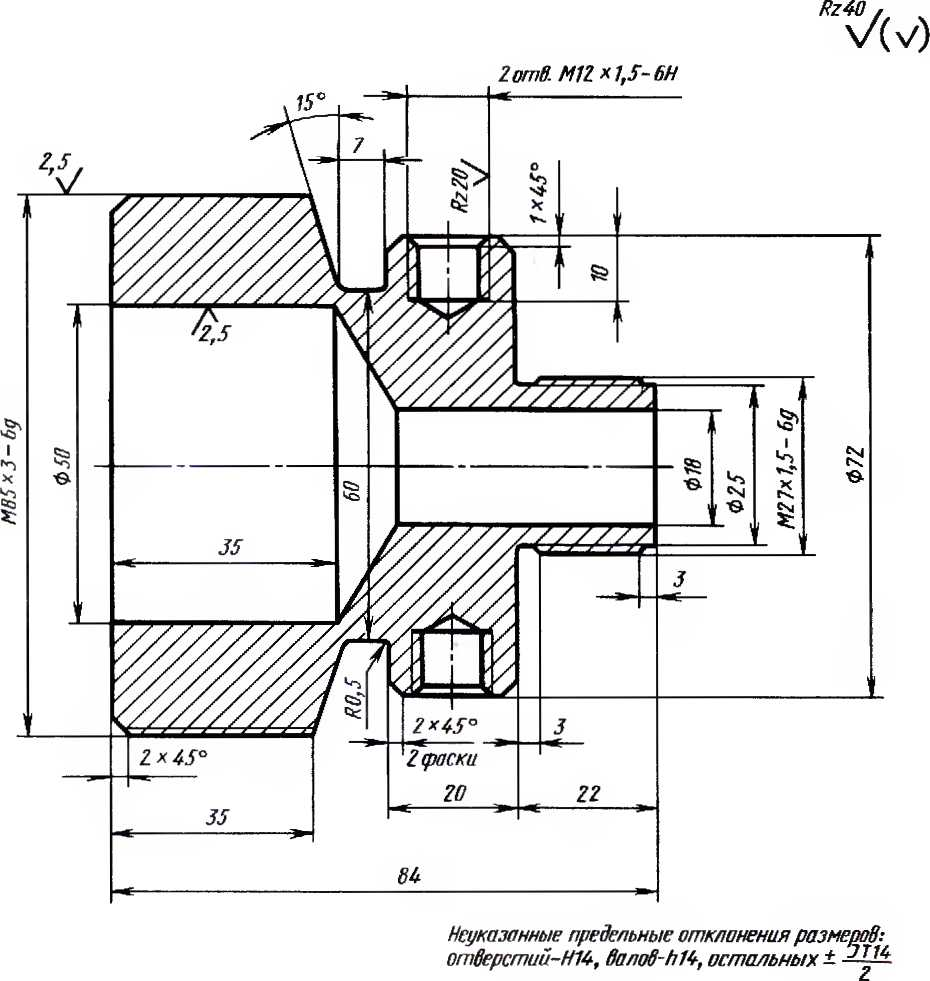 Rz40
(√)
2 отв. М12×1,5-6Н
15°
7
2,5
Rz20
1×45°
10
2,5
М85×3-6g
ф50
60
ф18
ф25
М27×1,5-6g
ф72
35
3
R0,5
2×45°
2×45°
2 фаски
3
20
22
35
84
Неуказанные предельные отклонения размеров:
отверстий-Н14, валов-h14, остальных ± IT14/2